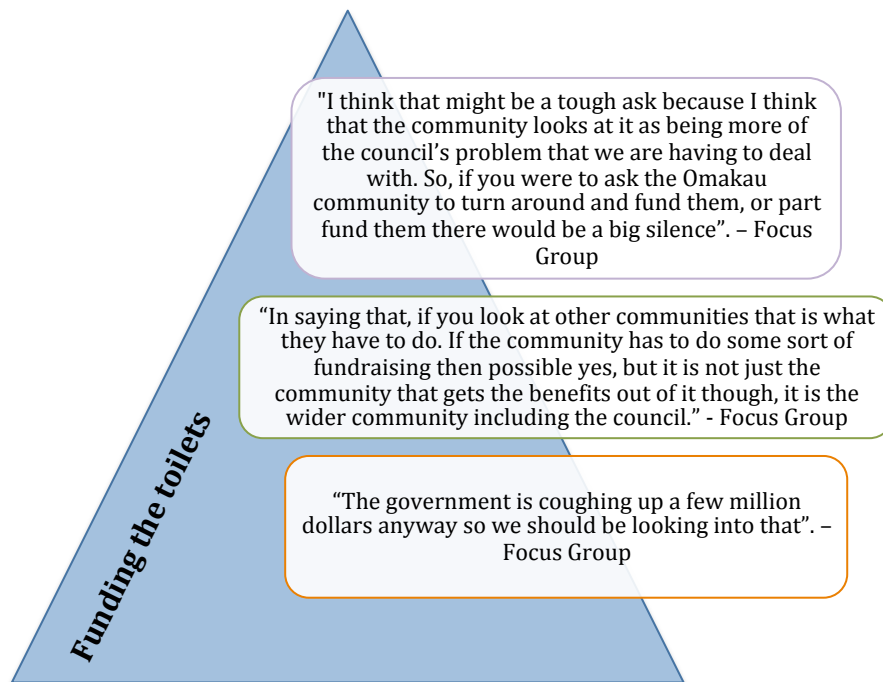 "I think that might be a tough ask because I think
that the community looks at it as being more of
the council’s problem that we are having to deal
with. So, if you were to ask the Omakau
community to turn around and fund them, or part
fund them there would be a big silence”. – Focus
Group
“In saying that, if you look at other communities that is what
they have to do. If the community has to do some sort of
fundraising then possible yes, but it is not just the
community that gets the benefits out of it though, it is the
wider community including the council.” - Focus Group
“The government is coughing up a few million
dollars anyway so we should be looking into that”. –
Focus Group
Funding the toilets